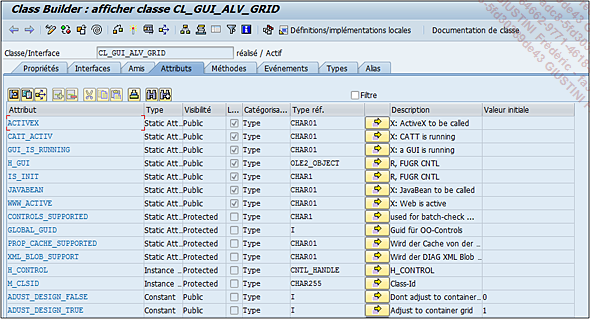 Class Builder : afficher classe CL_GUI_ALV_GRID
Définitions/implémentations locales Documentation de classe
Classe/Interface CL_GUI_ALV_GRID réalisé / Actif
Propriétés Interfaces Amis Attributs Méthodes Evénements Types Alias
Filtre
Attribut Type Visibilité L... Catégorisa... Type réf. Description Valeur initiale
ACTIVEX Static Att.. Public Type CHAR01 X: ActiveX to be called
CATT_ACTIV Static Att.. Public Type CHAR01 X: CATT is running
GUI_IS_RUNNING Static Att.. Public Type CHAR01 X: a GUI is running
H_GUI Static Att.. Public Type OLE2_OBJECT R, FUGR CNTL
IS_INIT Static Att.. Public Type CHAR1 R, FUGR CNTL
JAVABEAN Static Att.. Public Type CHAR01 X: JavaBean to be called
WWW_ACTIVE Static Att.. Public Type CHAR01 X: Web is active
CONTROLS_SUPPORTED Static Att.. Protected Type CHAR1 used for batch-check ...
GLOBAL_GUID Static Att.. Protected Type I Guid für OO-Controls
PROP_CACHE_SUPPORTED Static Att.. Protected Type CHAR01 Wird der Cache von der ..
XML_BLOB_SUPPORT Static Att.. Protected Type CHAR01 Wird der DIAG XML Blob .
H_CONTROL Instance .. Protected Type CNTL_HANDLE H_CONTROL
M_CLSID Instance .. Protected Type CHAR255 Class-Id
ADUST_DESIGN_FALSE Constant Public Type I Dont adjust to container.. 0
ADUST_DESIGN_TRUE Constant Public Type I Adjust to container grid 1